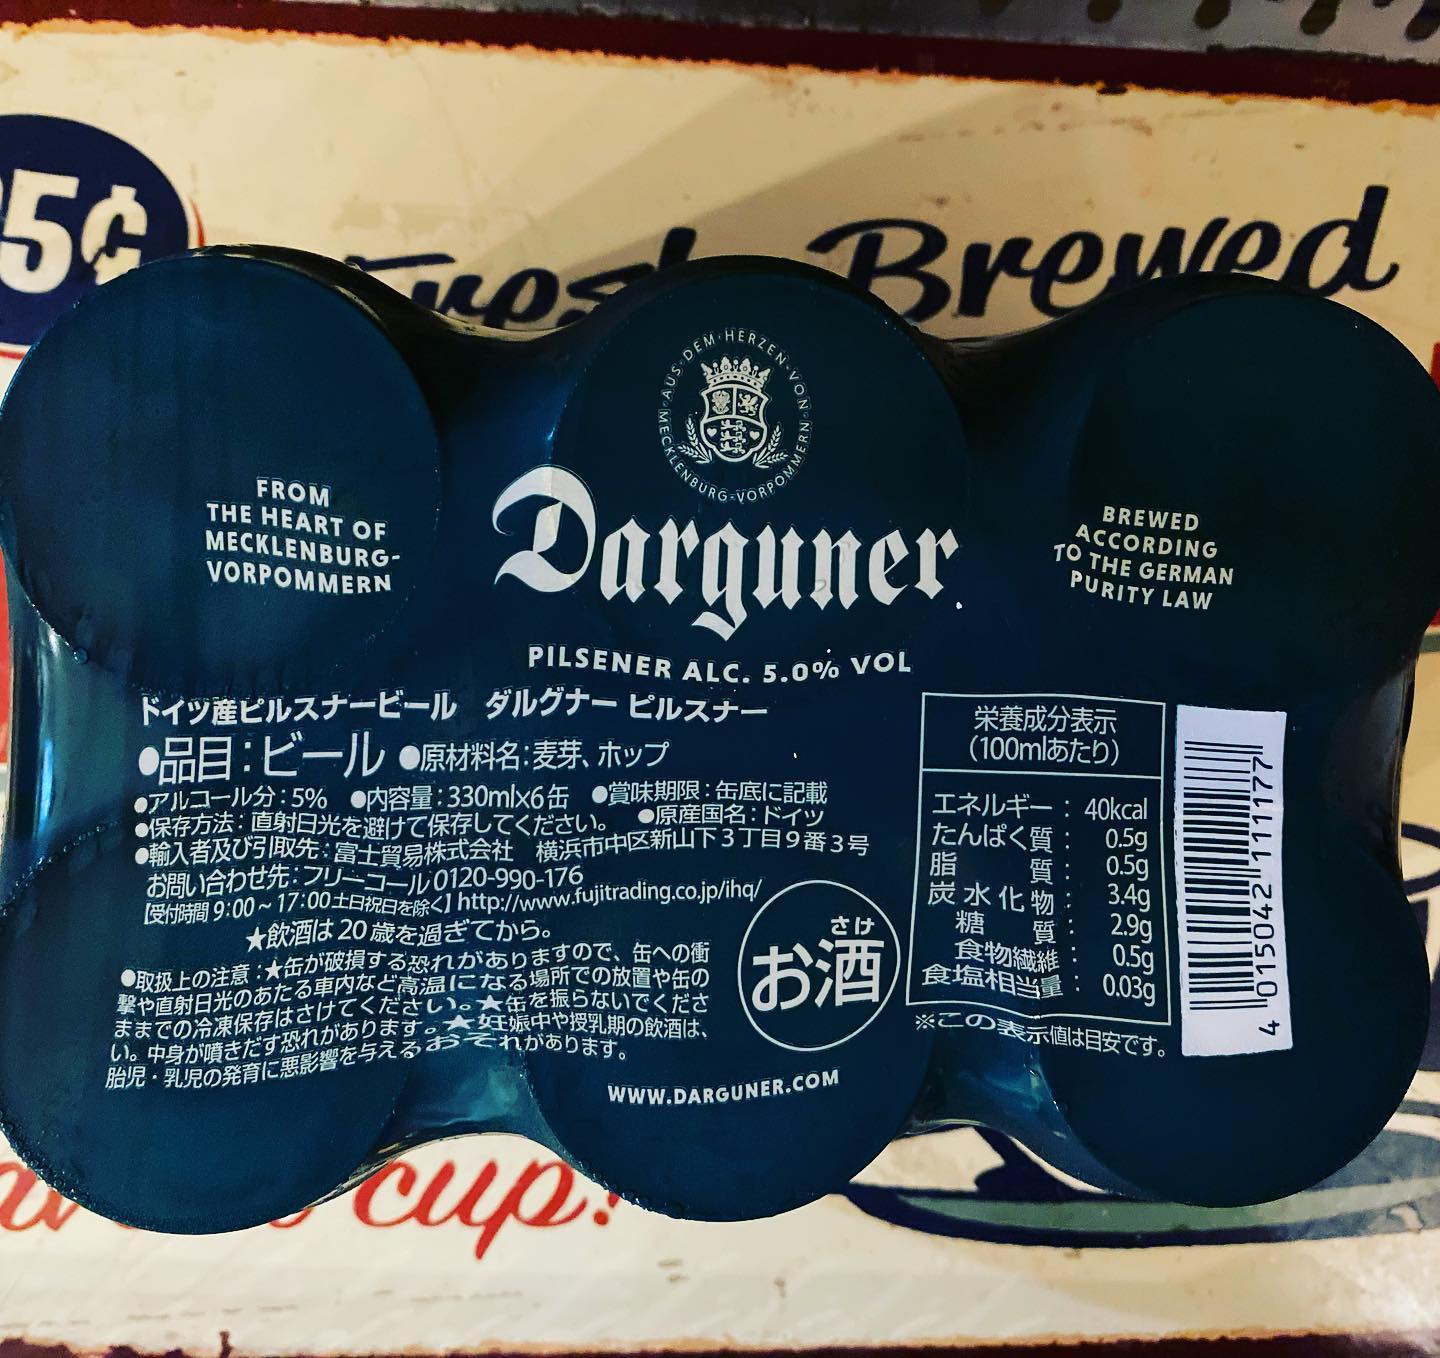 5¢
Fresh Brewed
AUS · DEM · HERZEN · VON · MECKLENBURG-VORPOMMERN
FROM
THE HEART OF
MECKLENBURG-
VORPOMMERN
Darguner
BREWED
ACCORDING
TO THE GERMAN
PURITY LAW
PILSENER ALC. 5.0% VOL
ドイツ産ピルスナービール ダルグナー ピルスナー
●品目：ビール ●原材料名：麦芽、ホップ
●アルコール分：5% ●内容量：330ml×6缶 ●賞味期限：缶底に記載
●保存方法：直射日光を避けて保存してください。 ●原産国名：ドイツ
●輸入者及び引取先：富士貿易株式会社 横浜市中区新山下3丁目9番3号
お問い合わせ先：フリーコール0120-990-176
【受付時間 9:00～17:00土日祝日を除く】http://www.fujitrading.co.jp/ihq/
★飲酒は20歳を過ぎてから。
●取扱上の注意：★缶が破損する恐れがありますので、缶への衝
撃や直射日光のあたる車内など高温になる場所での放置や缶の
ままでの冷凍保存はさけてください。★缶を振らないでくださ
い。中身が噴きだす恐れがあります。★妊娠中や授乳期の飲酒は、
胎児・乳児の発育に悪影響を与えるおそれがあります。
さけ
お酒
WWW.DARGUNER.COM
栄養成分表示
（100mlあたり）
エネルギー： 40kcal
たんぱく質： 0.5g
脂質： 0.5g
炭水化物： 3.4g
糖質： 2.9g
食物繊維： 0.5g
食塩相当量： 0.03g
※この表示値は目安です。
4 015042 111177
cup!